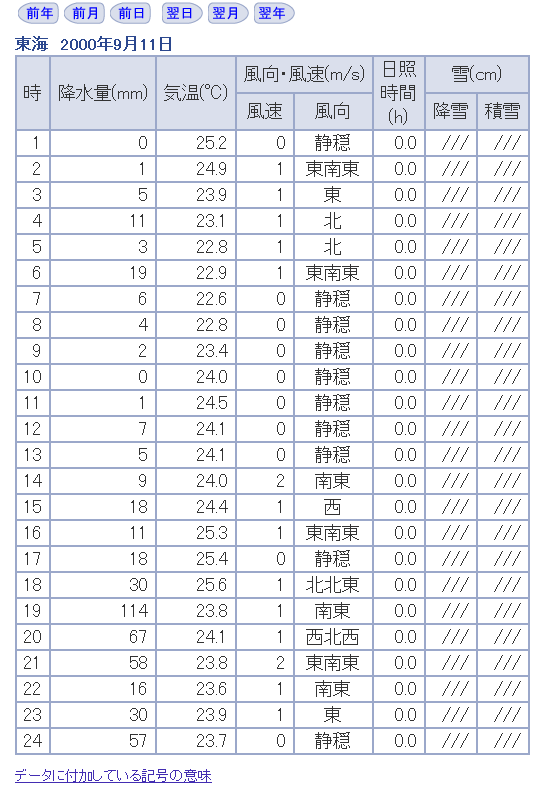 前年 前月 前日 翌日 翌月 翌年
東海 2000年9月11日
時 降水量(mm) 気温(℃) 風向・風速(m/s) 日照時間(h) 雪(cm)
風速 風向 降雪 積雪
1 0 25.2 0 静穏 0.0 /// ///
2 1 24.9 1 東南東 0.0 /// ///
3 5 23.9 1 東 0.0 /// ///
4 11 23.1 1 北 0.0 /// ///
5 3 22.8 1 北 0.0 /// ///
6 19 22.9 1 東南東 0.0 /// ///
7 6 22.6 0 静穏 0.0 /// ///
8 4 22.8 0 静穏 0.0 /// ///
9 2 23.4 0 静穏 0.0 /// ///
10 0 24.0 0 静穏 0.0 /// ///
11 1 24.5 0 静穏 0.0 /// ///
12 7 24.1 0 静穏 0.0 /// ///
13 5 24.1 0 静穏 0.0 /// ///
14 9 24.0 2 南東 0.0 /// ///
15 18 24.4 1 西 0.0 /// ///
16 11 25.3 1 東南東 0.0 /// ///
17 18 25.4 0 静穏 0.0 /// ///
18 30 25.6 1 北北東 0.0 /// ///
19 114 23.8 1 南東 0.0 /// ///
20 67 24.1 1 西北西 0.0 /// ///
21 58 23.8 2 東南東 0.0 /// ///
22 16 23.6 1 南東 0.0 /// ///
23 30 23.9 1 東 0.0 /// ///
24 57 23.7 0 静穏 0.0 /// ///
データに付加している記号の意味